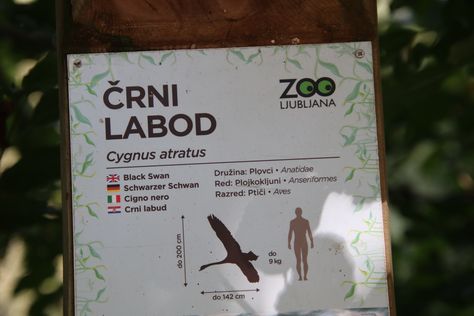 ČRNI
LABOD
ZOO
LJUBLJANA
Cygnus atratus
Black Swan
Schwarzer Schwan
Cigno nero
Crni labud
Družina: Plovci • Anatidae
Red: Plojkokljuni • Anseriformes
Razred: Ptiči • Aves
do 200 cm
do
9 kg
do 142 cm